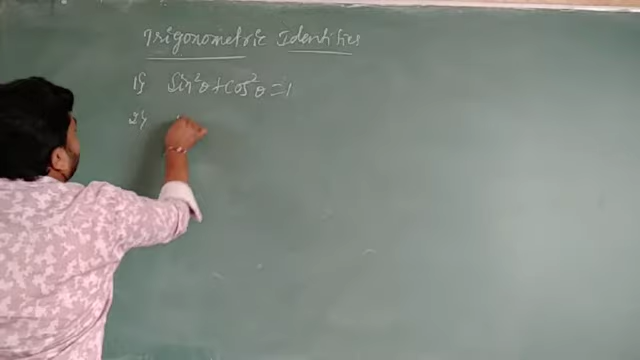 Trigonometric Identities
1) Sin²θ + Cos²θ = 1
2)